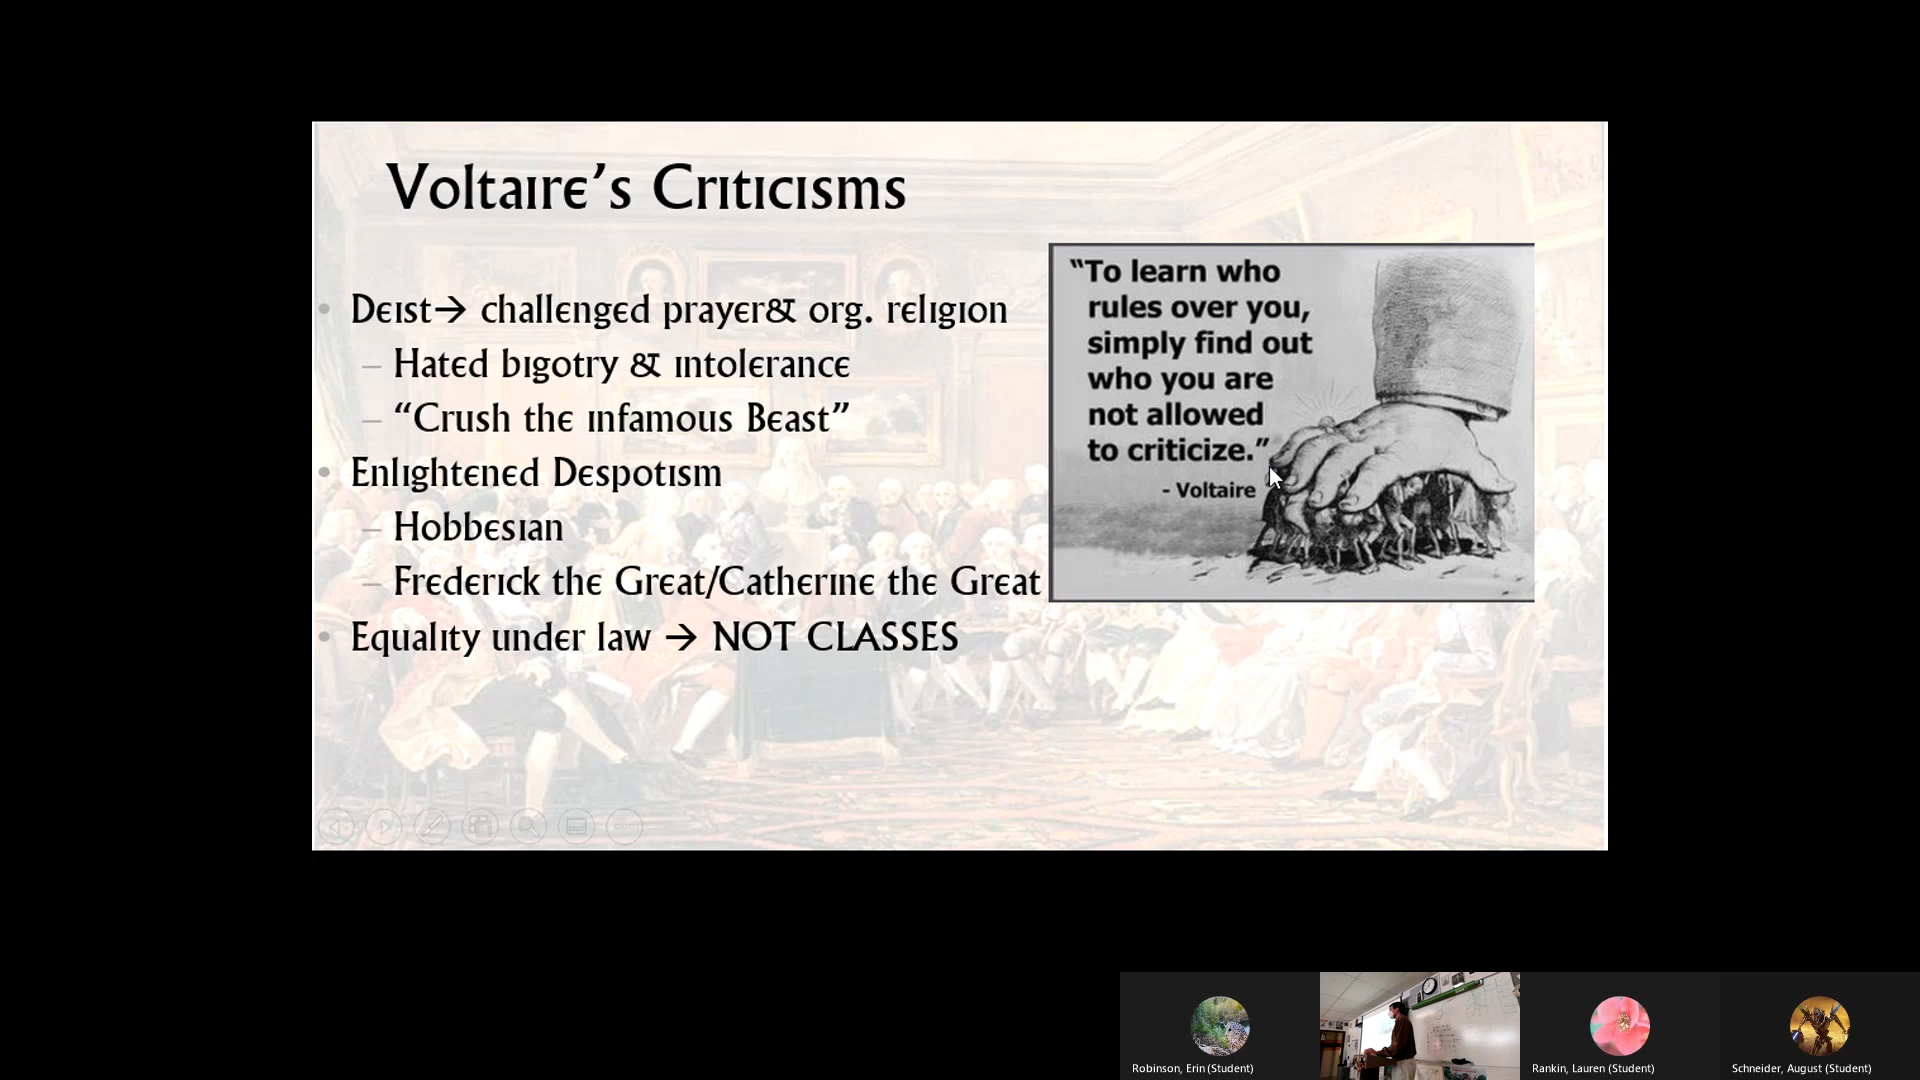 Voltaire's Criticisms
• Deist→ challenged prayer& org. religion
– Hated bigotry & intolerance
– “Crush the infamous Beast”
• Enlightened Despotism
– Hobbesian
– Frederick the Great/Catherine the Great
• Equality under law → NOT CLASSES
“To learn who
rules over you,
simply find out
who you are
not allowed
to criticize.”
- Voltaire
Robinson, Erin (Student)
Rankin, Lauren (Student)
Schneider, August (Student)